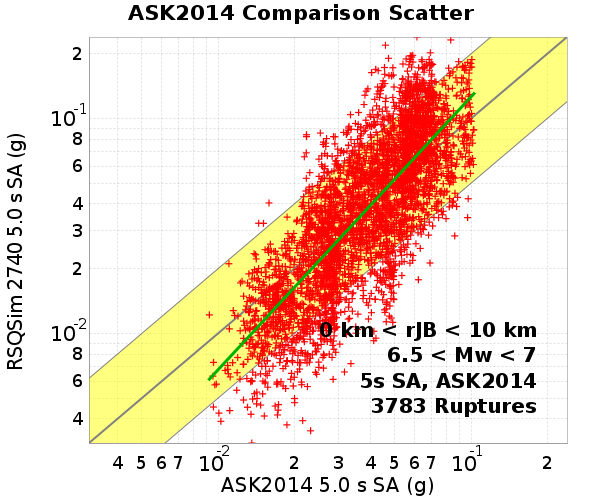 ASK2014 Comparison Scatter
RSQSim 2740 5.0 s SA (g)
2
10-1
8
6
4
3
2
10-2
8
6
4
0 km < rJB < 10 km
6.5 < Mw < 7
5s SA, ASK2014
3783 Ruptures
4 5 6 7 10-2 2 3 4 5 6 7 10-1 2
ASK2014 5.0 s SA (g)